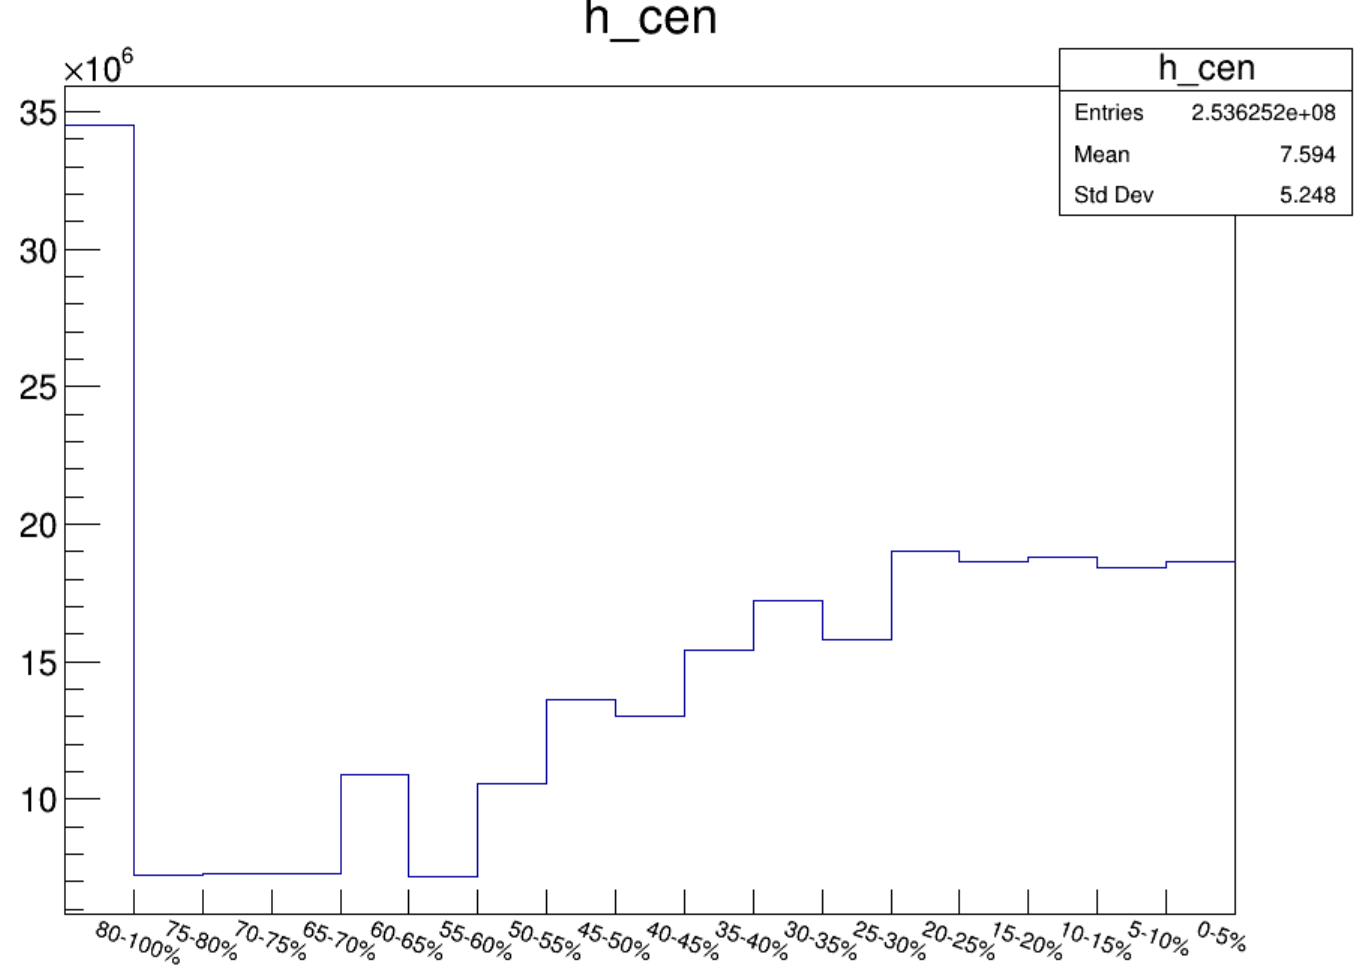 h_cen
×10⁶
h_cen
Entries 2.536252e+08
Mean 7.594
Std Dev 5.248
35
30
25
20
15
10
80-100% 75-80% 70-75% 65-70% 60-65% 55-60% 50-55% 45-50% 40-45% 35-40% 30-35% 25-30% 20-25% 15-20% 10-15% 5-10% 0-5%